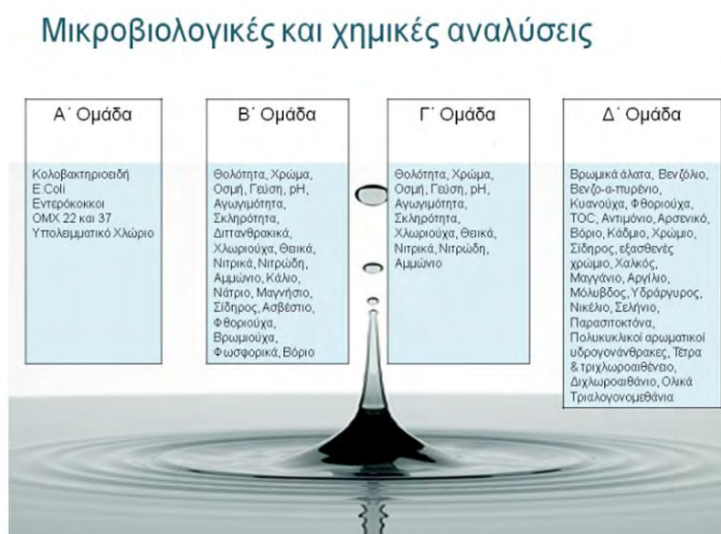 Μικροβιολογικές και χημικές αναλύσεις
Α΄ Ομάδα
Κολοβακτηριοειδή
E.Coli
Εντερόκοκκοι
ΟΜΧ 22 και 37
Υπολειμματικό Χλώριο
Β΄ Ομάδα
Θολότητα, Χρώμα,
Οσμή, Γεύση, pH,
Αγωγιμότητα,
Σκληρότητα,
Διττανθρακικά,
Χλωριούχα, Θειικά,
Νιτρικά, Νιτρώδη,
Αμμώνιο, Κάλιο,
Νάτριο, Μαγνήσιο,
Σίδηρος, Ασβέστιο,
Φθοριούχα,
Βρωμιούχα,
Φωσφορικά, Βόριο
Γ΄ Ομάδα
Θολότητα, Χρώμα,
Οσμή, Γεύση, pH,
Αγωγιμότητα,
Σκληρότητα,
Χλωριούχα, Θειικά,
Νιτρικά, Νιτρώδη,
Αμμώνιο
Δ΄ Ομάδα
Βρωμικά άλατα, Βενζόλιο,
Βενζο-α-πυρένιο,
Κυανούχα, Φθοριούχα,
TOC, Αντιμόνιο, Αρσενικό,
Βόριο, Κάδμιο, Χρώμιο,
Σίδηρος, εξασθενές
χρώμιο, Χαλκός,
Μαγγάνιο, Αργίλιο,
Μόλυβδος, Υδράργυρος,
Νικέλιο, Σελήνιο,
Παρασιτοκτόνα,
Πολυκυκλικοί αρωματικοί
υδρογονάνθρακες, Τέτρα
& τριχλωροαιθένειο,
Διχλωροαιθάνιο, Ολικά
Τριαλογονομεθάνια